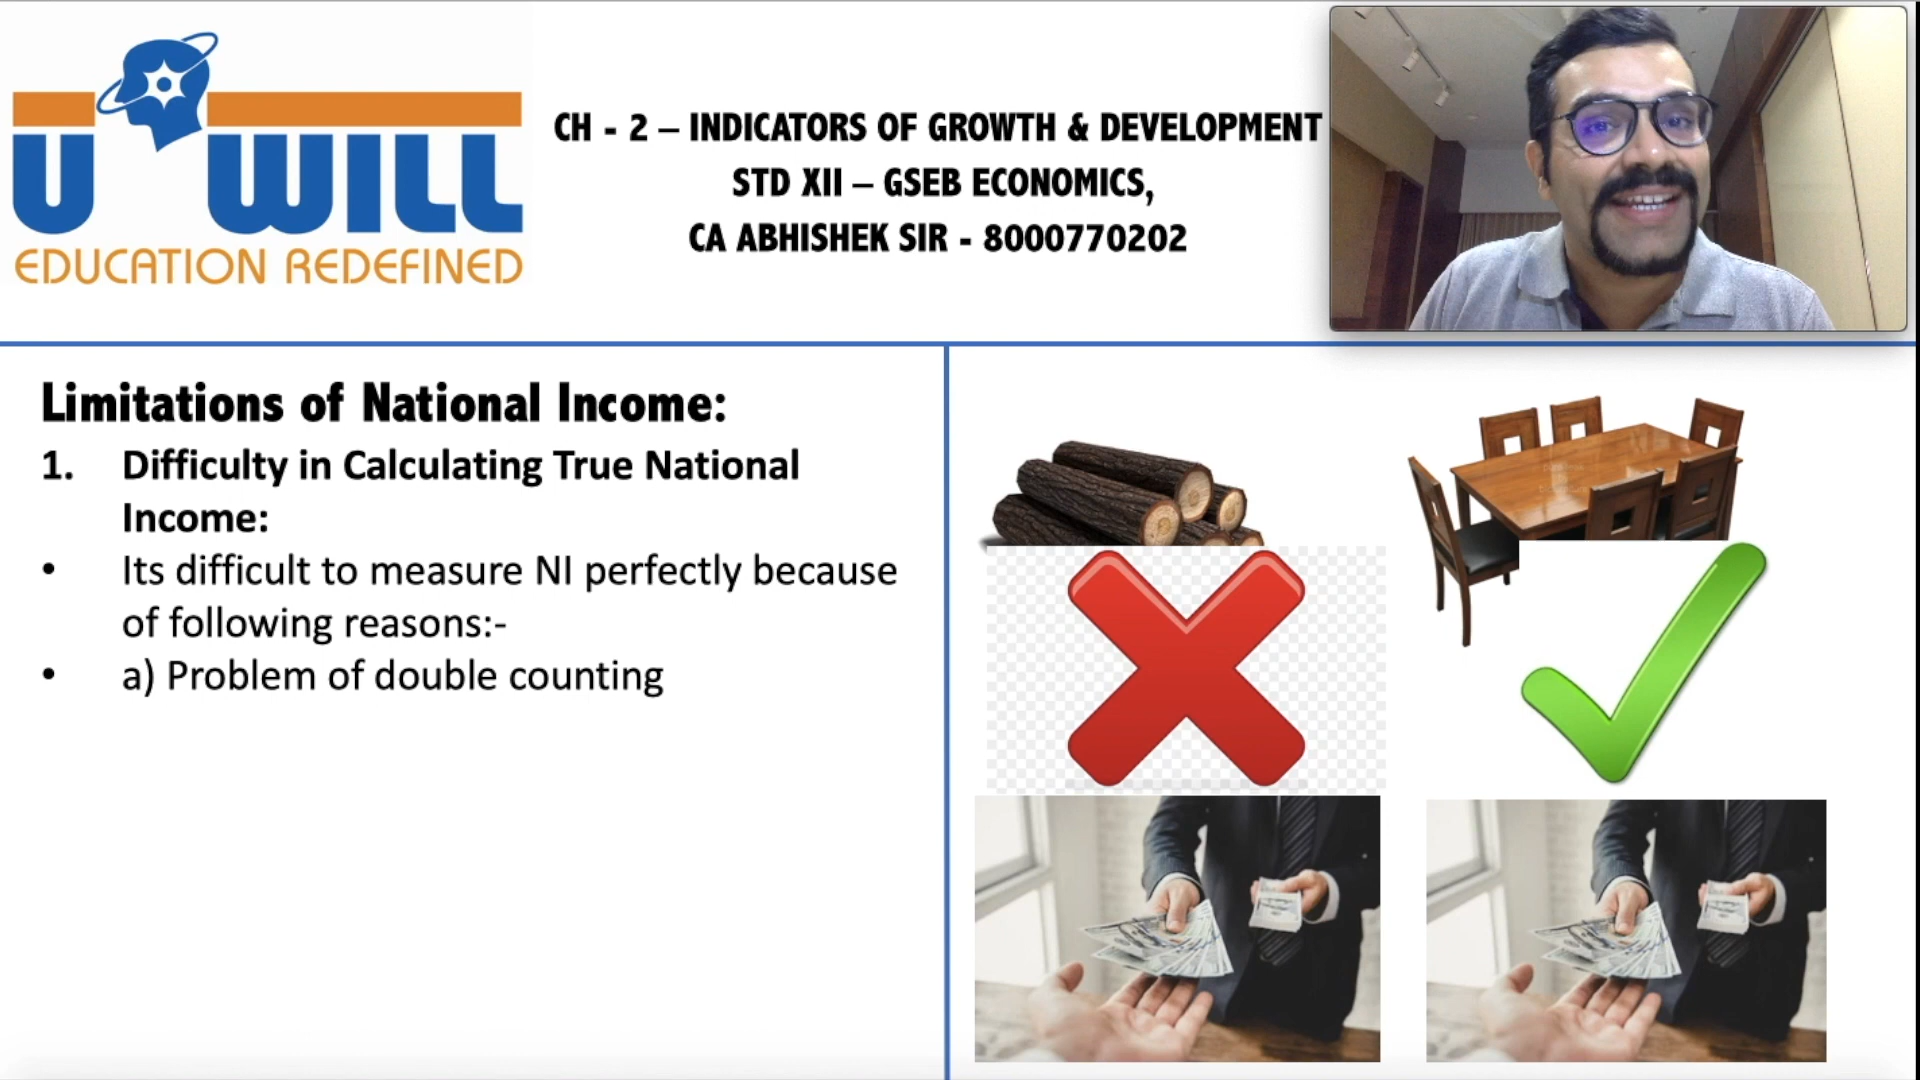 U WILL
EDUCATION REDEFINED
CH - 2 – INDICATORS OF GROWTH & DEVELOPMENT
STD XII – GSEB ECONOMICS,
CA ABHISHEK SIR - 8000770202
Limitations of National Income:
1. Difficulty in Calculating True National
Income:
• Its difficult to measure NI perfectly because
of following reasons:-
• a) Problem of double counting